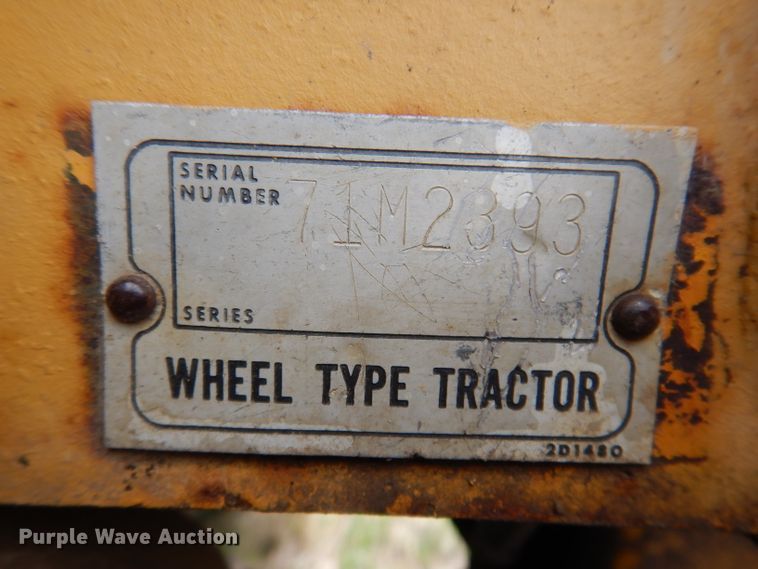 SERIAL
NUMBER 71M2393
SERIES
WHEEL TYPE TRACTOR
2D1480
Purple Wave Auction